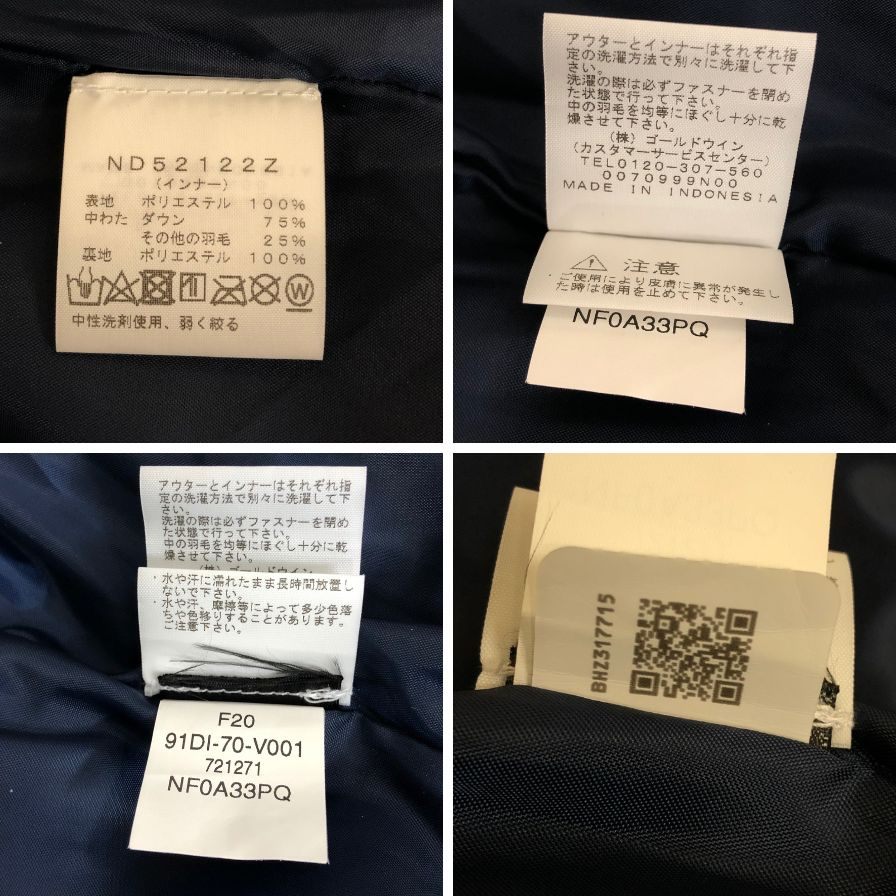 ND52122Z
(インナー)
表地 ポリエステル 100%
中わた ダウン 75%
その他の羽毛 25%
裏地 ポリエステル 100%
W
中性洗剤使用、弱く絞る
アウターとインナーはそれぞれ指
定の洗濯方法で別々に洗濯して下
さい。
洗濯の際は必ずファスナーを閉め
た状態で行って下さい。
中の羽毛を均等にほぐし十分に乾
燥させて下さい。
(株)ゴールドウイン
(カスタマーサービスセンター)
TEL0120-307-560
0070999N00
MADE IN INDONESIA
注意
・ご使用により皮膚に異常が発生し
た時は使用を止めて下さい。
NF0A33PQ
アウターとインナーはそれぞれ指
定の洗濯方法で別々に洗濯して下
さい。
洗濯の際は必ずファスナーを閉め
た状態で行って下さい。
中の羽毛を均等にほぐし十分に乾
燥させて下さい。
(株)ゴールドウイン
・水や汗に濡れたまま長時間放置し
ないで下さい。
・水や汗、摩擦等によって多少色落
ちや色移りすることがあります。
ご注意下さい。
F20
91DI-70-V001
721271
NF0A33PQ
BHZ317715